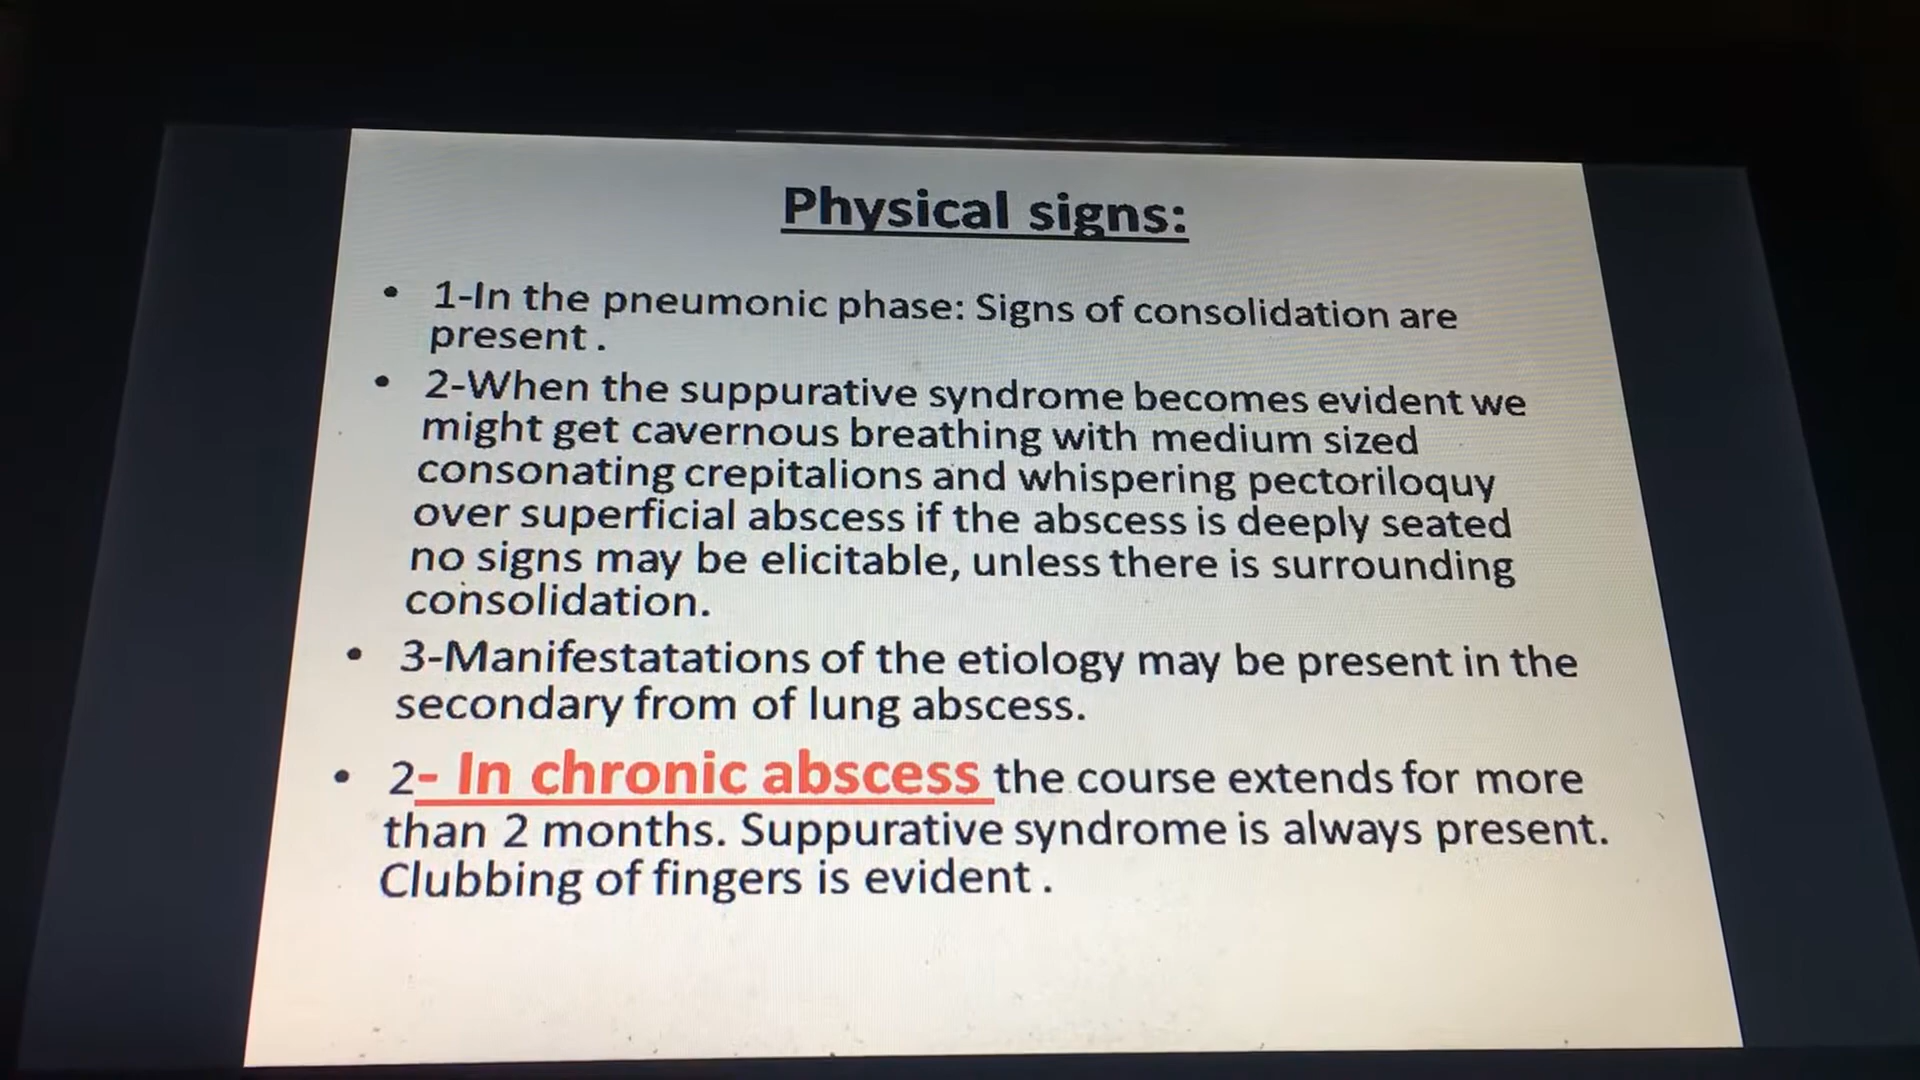 Physical signs:
• 1-In the pneumonic phase: Signs of consolidation are
present .
• 2-When the suppurative syndrome becomes evident we
might get cavernous breathing with medium sized
consonating crepitalions and whispering pectoriloquy
over superficial abscess if the abscess is deeply seated
no signs may be elicitable, unless there is surrounding
consolidation.
• 3-Manifestatations of the etiology may be present in the
secondary from of lung abscess.
• 2- In chronic abscess the course extends for more
than 2 months. Suppurative syndrome is always present.
Clubbing of fingers is evident .